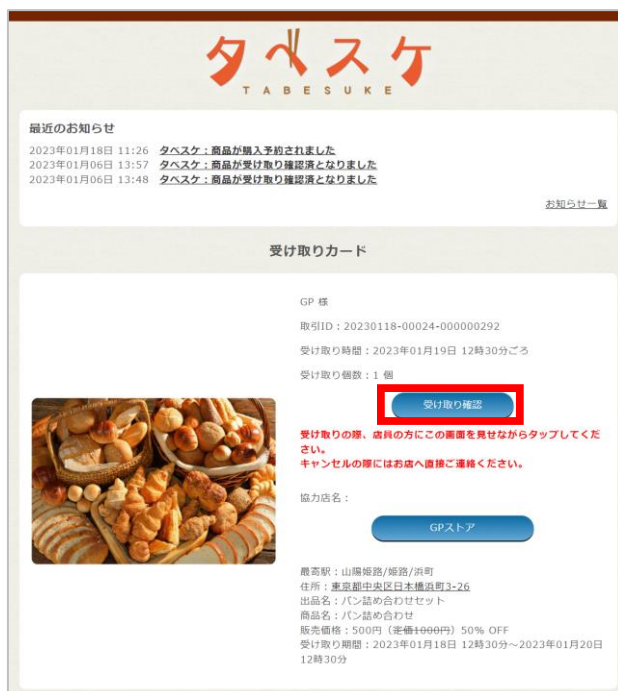 タベスケ
TABESUKE
最近のお知らせ
2023年01月18日 11:26 タベスケ：商品が購入予約されました
2023年01月06日 13:57 タベスケ：商品が受け取り確認済となりました
2023年01月06日 13:48 タベスケ：商品が受け取り確認済となりました
お知らせ一覧
受け取りカード
GP 様
取引ID：20230118-00024-000000292
受け取り時間：2023年01月19日 12時30分ごろ
受け取り個数：1 個
受け取り確認
受け取りの際、店員の方にこの画面を見せながらタップしてくだ
さい。
キャンセルの際にはお店へ直接ご連絡ください。
協力店名：
GPストア
最寄駅：山陽姫路/姫路/浜町
住所：東京都中央区日本橋浜町3-26
出品名：パン詰め合わせセット
商品名：パン詰め合わせ
販売価格：500円（定価1000円）50% OFF
受け取り期間：2023年01月18日 12時30分～2023年01月20日
12時30分